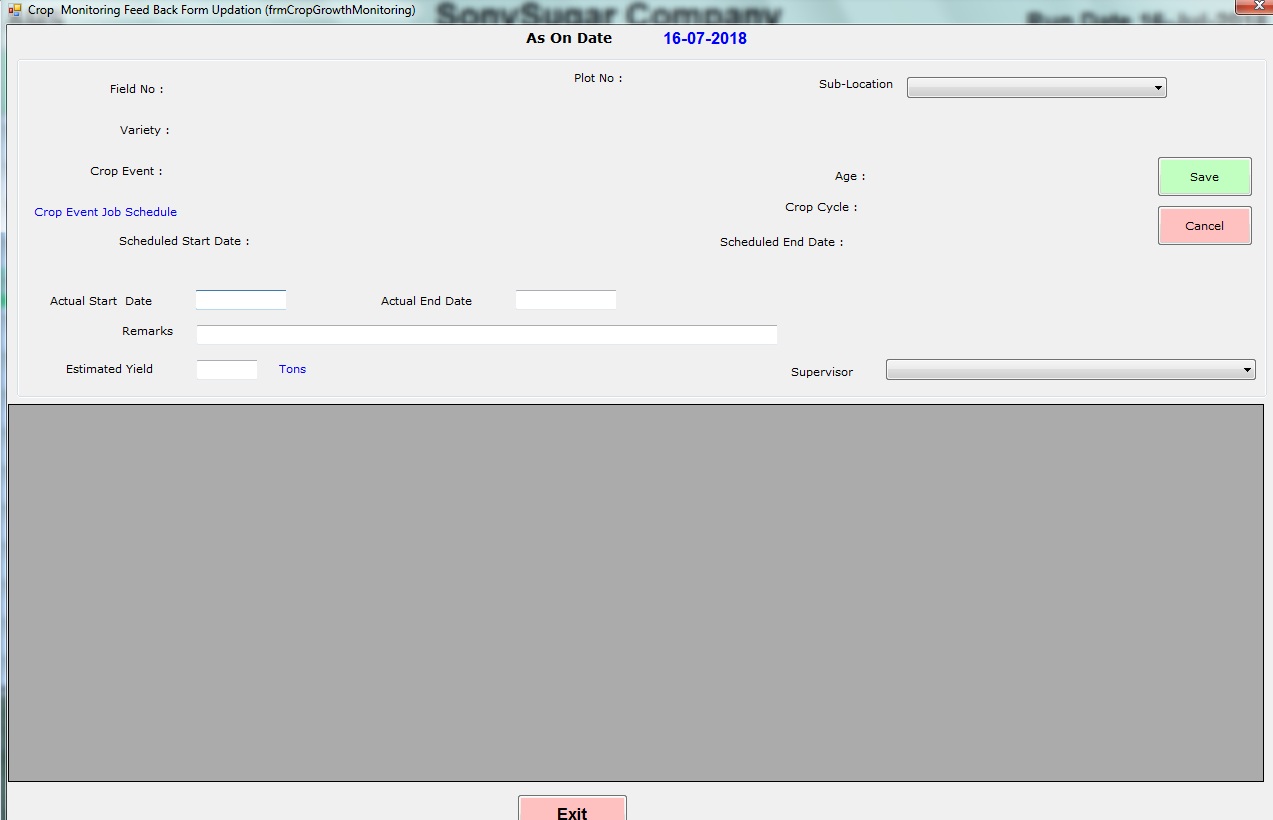 Crop  Monitoring Feed Back Form Updation (frmCropGrowthMonitoring)
SonySugar Company
Run Date 16-Jul-2018
As On Date 16-07-2018
Field No :
Plot No :
Sub-Location
Variety :
Crop Event :
Age :
Save
Crop Event Job Schedule
Crop Cycle :
Cancel
Scheduled Start Date :
Scheduled End Date :
Actual Start  Date
Actual End Date
Remarks
Estimated Yield
Tons
Supervisor
Exit